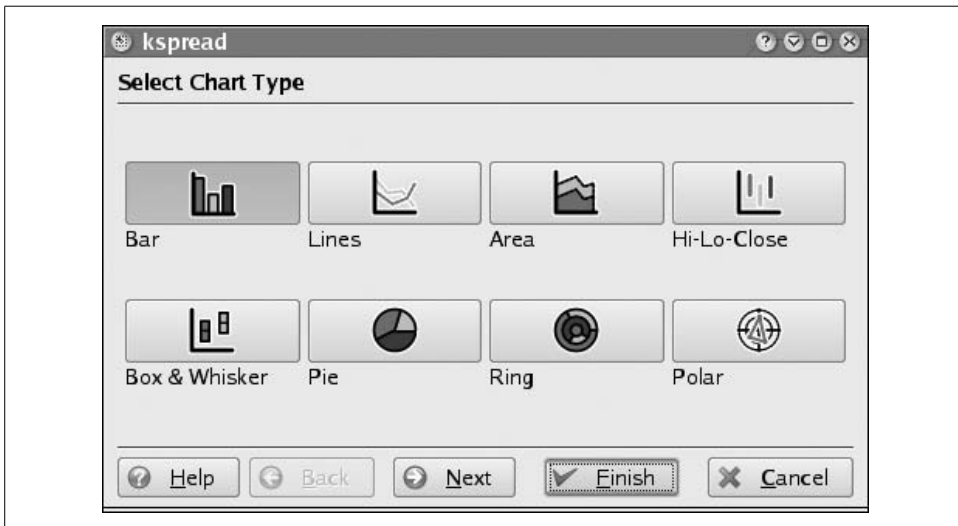 kspread
Select Chart Type
Bar Lines Area Hi-Lo-Close
Box & Whisker Pie Ring Polar
Help Back Next Finish Cancel